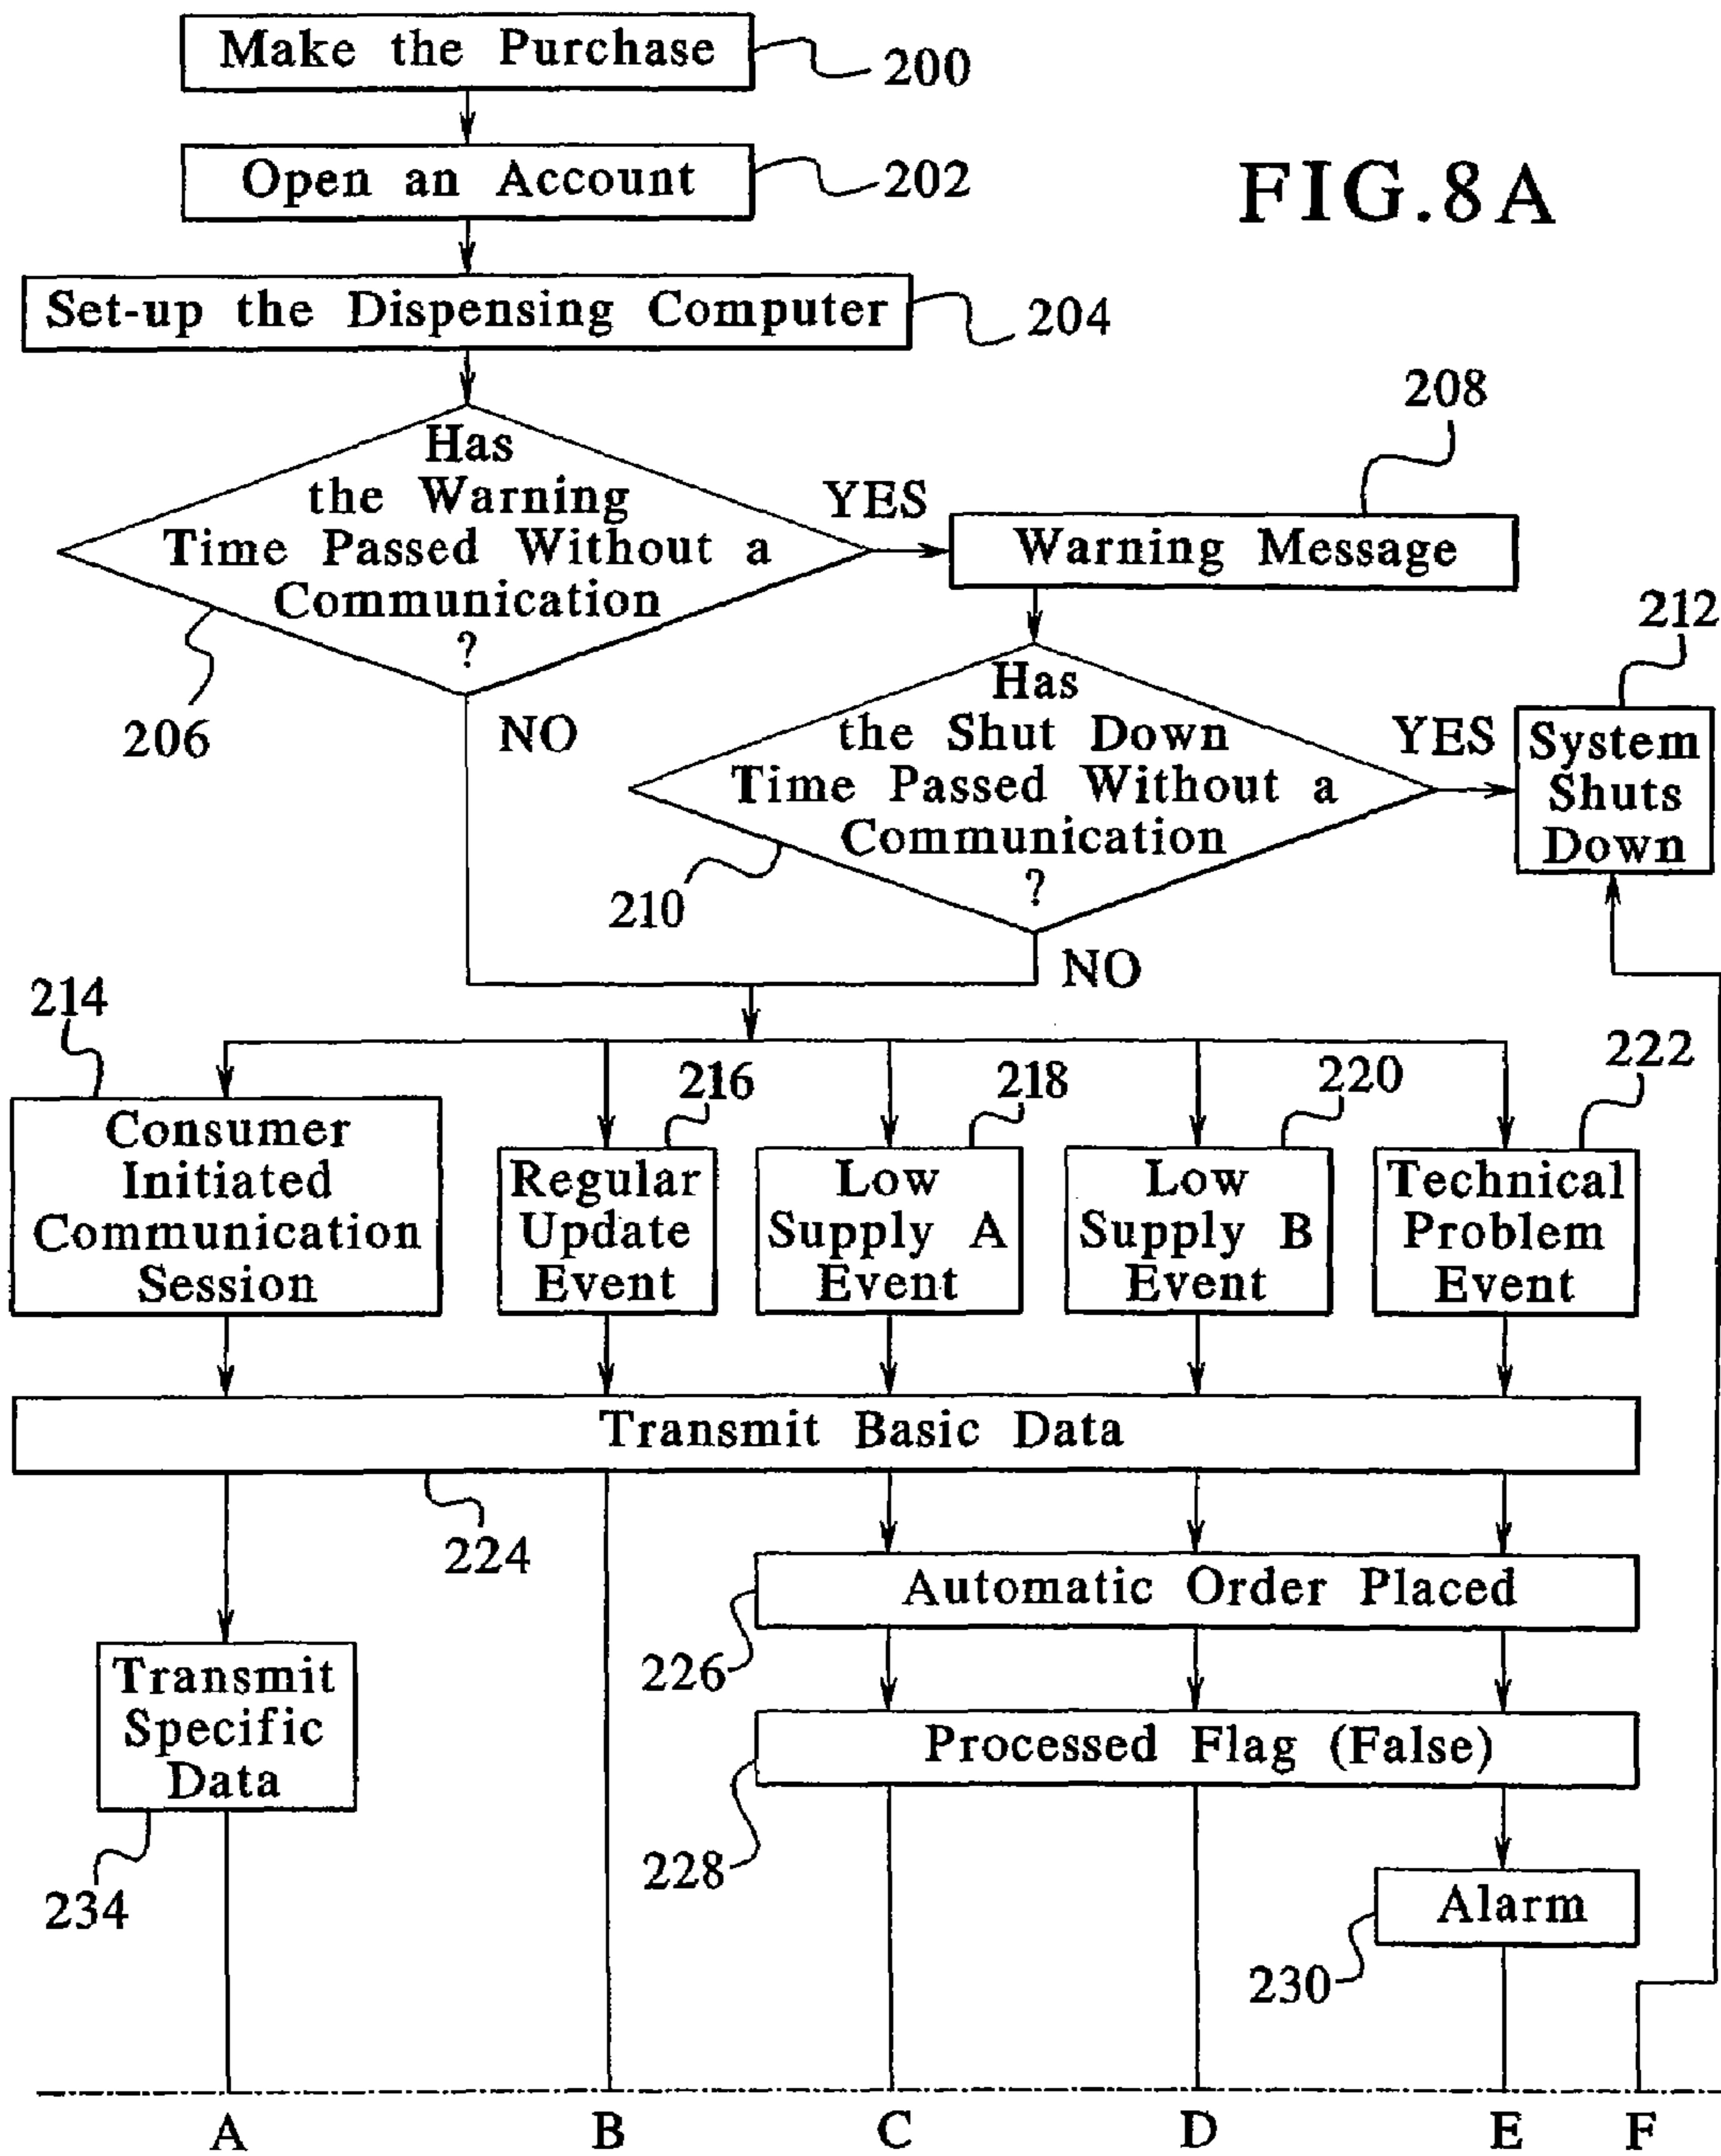 Make the Purchase
200
Open an Account
202
FIG.8A
Set-up the Dispensing Computer
204
Has
the Warning
Time Passed Without a
Communication
?
206
YES
NO
208
Warning Message
Has
the Shut Down
Time Passed Without a
Communication
?
210
YES
NO
212
System
Shuts
Down
214
Consumer
Initiated
Communication
Session
216
Regular
Update
Event
218
Low
Supply A
Event
220
Low
Supply B
Event
222
Technical
Problem
Event
Transmit Basic Data
224
Automatic Order Placed
226
Transmit
Specific
Data
234
Processed Flag (False)
228
Alarm
230
A
B
C
D
E
F